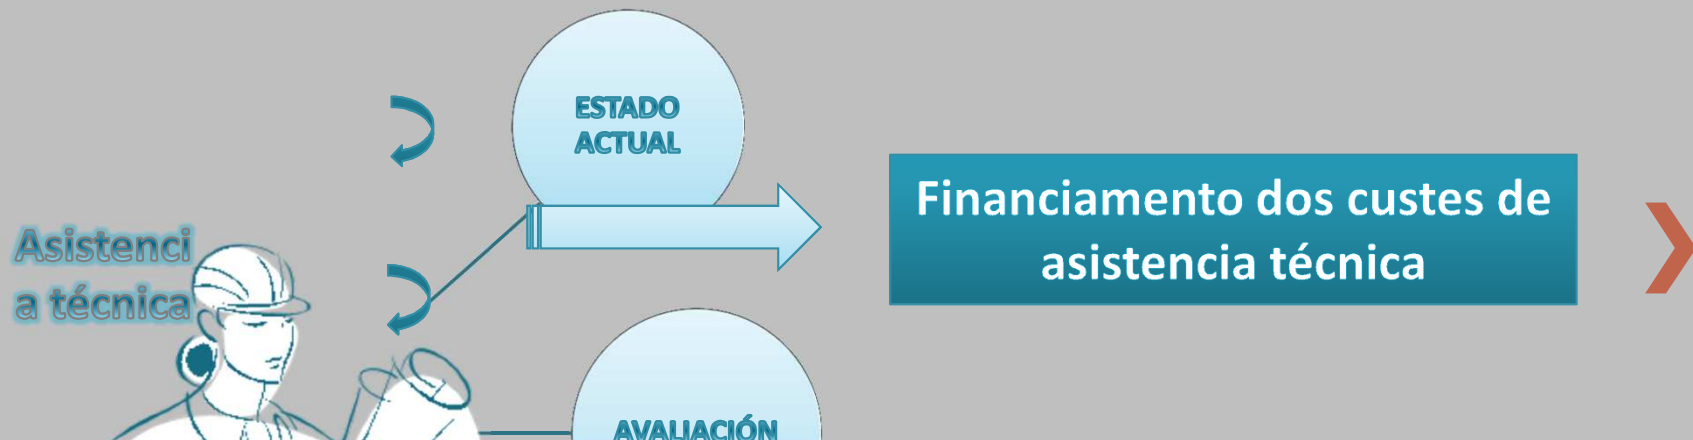 Asistenci
a técnica
ESTADO
ACTUAL
AVALIACIÓN
Financiamento dos custes de
asistencia técnica